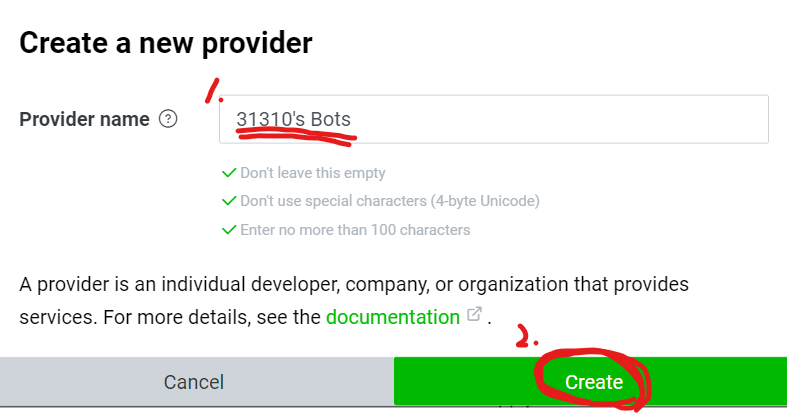 Create a new provider
1.
Provider name ?
31310's Bots
Don't leave this empty
Don't use special characters (4-byte Unicode)
Enter no more than 100 characters
A provider is an individual developer, company, or organization that provides
services. For more details, see the documentation .
2.
Cancel
Create